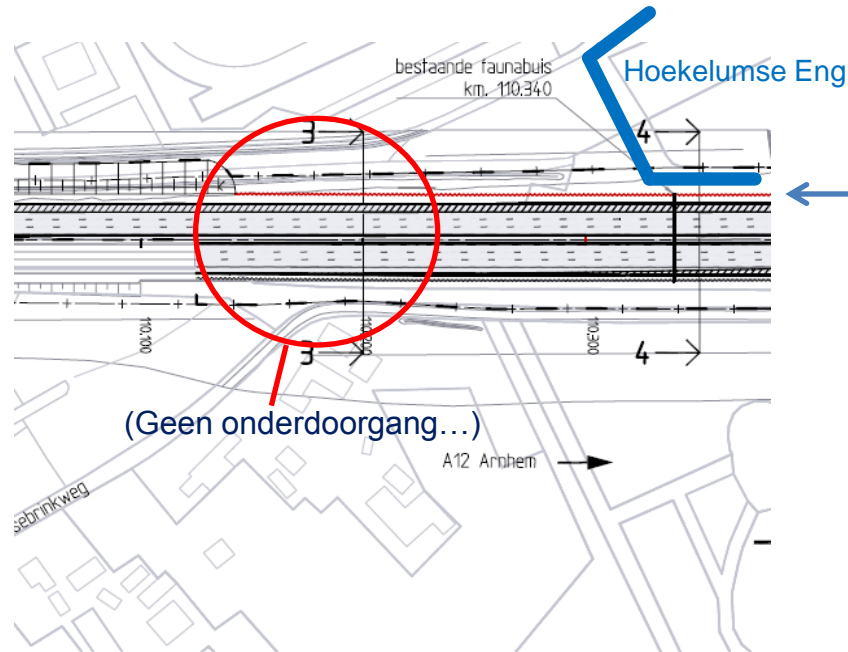 bestaande faunabuis
km. 110.340
Hoekelumse Eng
3
4
110.100
110.200
110.300
3
4
(Geen onderdoorgang...)
A12 Arnhem
sebrinkweg